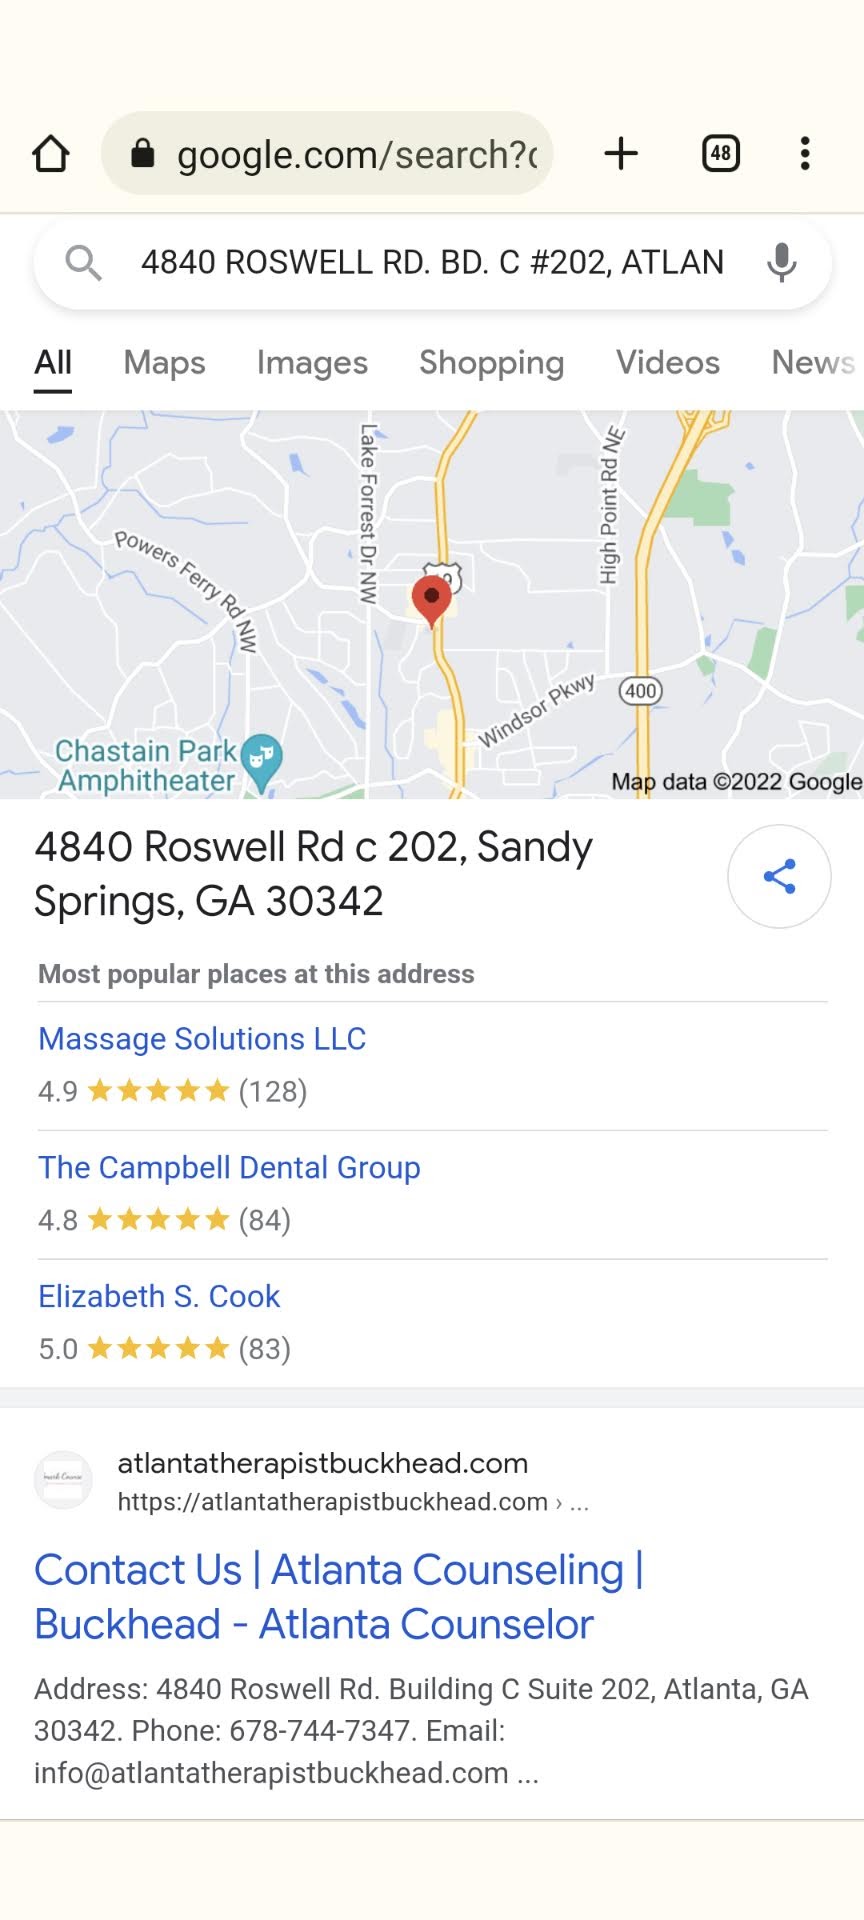 google.com/search?
48
4840 ROSWELL RD. BD. C #202, ATLAN
All Maps Images Shopping Videos News
Lake Forrest Dr NW
High Point Rd NE
Powers Ferry Rd NW
Windsor Pkwy
400
Chastain Park
Amphitheater
Map data ©2022 Google
4840 Roswell Rd c 202, Sandy
Springs, GA 30342
Most popular places at this address
Massage Solutions LLC
4.9 ★★★★★ (128)
The Campbell Dental Group
4.8 ★★★★★ (84)
Elizabeth S. Cook
5.0 ★★★★★ (83)
atlantatherapistbuckhead.com
https://atlantatherapistbuckhead.com › ...
Contact Us | Atlanta Counseling |
Buckhead - Atlanta Counselor
Address: 4840 Roswell Rd. Building C Suite 202, Atlanta, GA
30342. Phone: 678-744-7347. Email:
info@atlantatherapistbuckhead.com ...